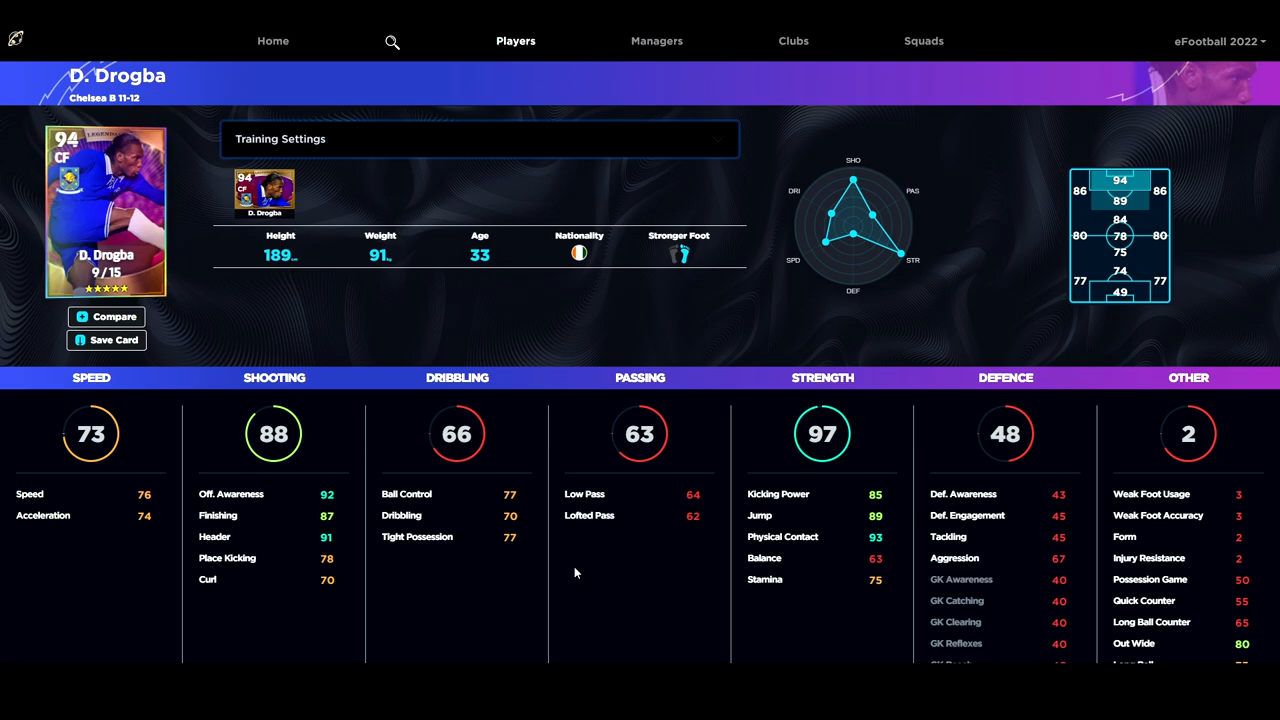 Home
Players
Managers
Clubs
Squads
eFootball 2022
D. Drogba
Chelsea B 11-12
94
LEGEND
CF
D. Drogba
9 / 15
Compare
Save Card
Training Settings
94
CF
D. Drogba
Height Weight Age Nationality Stronger Foot
189 91 33
SHO
DRI PAS
SPD STR
DEF
94
86 86
89
84
80 78 80
75
74
77 77
49
SPEED SHOOTING DRIBBLING PASSING STRENGTH DEFENCE OTHER
73 88 66 63 97 48 2
Speed 76
Acceleration 74
Off. Awareness 92
Finishing 87
Header 91
Place Kicking 78
Curl 70
Ball Control 77
Dribbling 70
Tight Possession 77
Low Pass 64
Lofted Pass 62
Kicking Power 85
Jump 89
Physical Contact 93
Balance 63
Stamina 75
Def. Awareness 43
Def. Engagement 45
Tackling 45
Aggression 67
GK Awareness 40
GK Catching 40
GK Clearing 40
GK Reflexes 40
Weak Foot Usage 3
Weak Foot Accuracy 3
Form 2
Injury Resistance 2
Possession Game 50
Quick Counter 55
Long Ball Counter 65
Out Wide 80